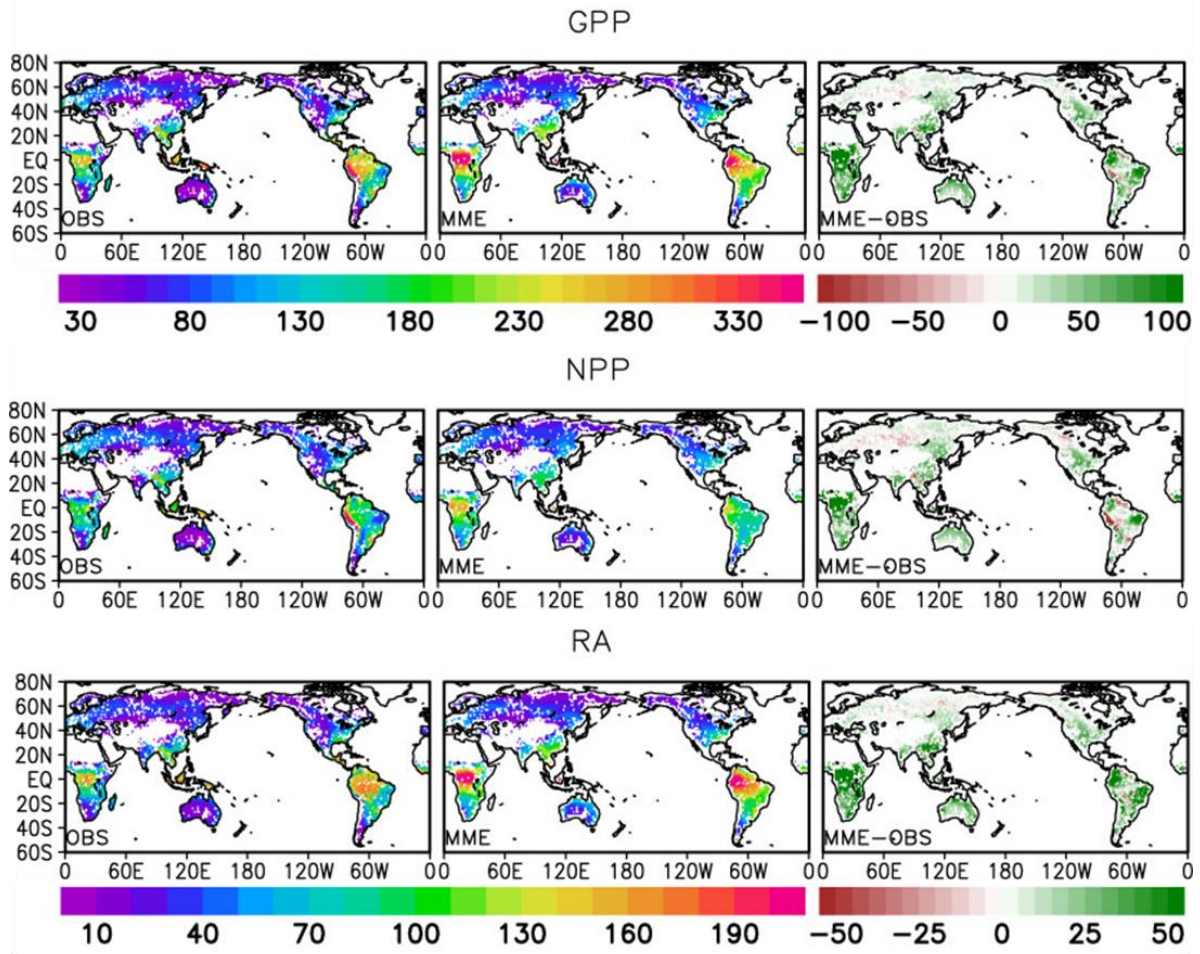 GPP
80N
60N
40N
20N
EQ
20S
40S
60S
OBS MME MME-OBS
0 60E 120E 180 120W 60W 0 0 60E 120E 180 120W 60W 0 0 60E 120E 180 120W 60W 0
30 80 130 180 230 280 330 -100 -50 0 50 100
NPP
80N
60N
40N
20N
EQ
20S
40S
60S
OBS MME MME-OBS
0 60E 120E 180 120W 60W 0 0 60E 120E 180 120W 60W 0 0 60E 120E 180 120W 60W 0
RA
80N
60N
40N
20N
EQ
20S
40S
60S
OBS MME MME-OBS
0 60E 120E 180 120W 60W 0 0 60E 120E 180 120W 60W 0 0 60E 120E 180 120W 60W 0
10 40 70 100 130 160 190 -50 -25 0 25 50